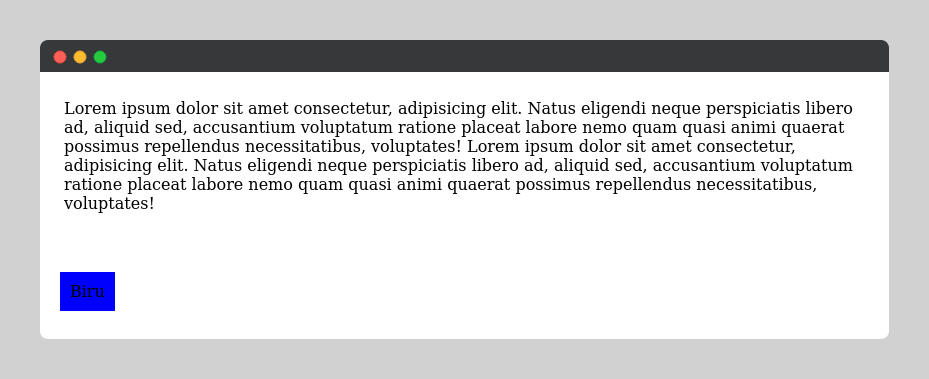 Lorem ipsum dolor sit amet consectetur, adipisicing elit. Natus eligendi neque perspiciatis libero
ad, aliquid sed, accusantium voluptatum ratione placeat labore nemo quam quasi animi quaerat
possimus repellendus necessitatibus, voluptates! Lorem ipsum dolor sit amet consectetur,
adipisicing elit. Natus eligendi neque perspiciatis libero ad, aliquid sed, accusantium voluptatum
ratione placeat labore nemo quam quasi animi quaerat possimus repellendus necessitatibus,
voluptates!
Biru